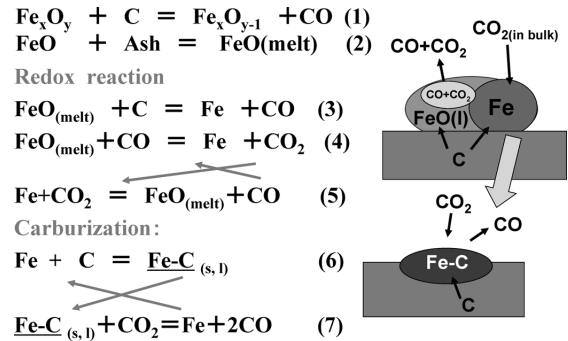 FeₓOᵧ + C = FeₓOᵧ₋₁ +CO (1)
FeO + Ash = FeO(melt) (2)
Redox reaction
FeO(melt) +C = Fe +CO (3)
FeO(melt)+CO = Fe +CO₂ (4)
Fe+CO₂ = FeO(melt)+CO (5)
Carburization:
Fe + C = Fe-C (s, l) (6)
Fe-C (s, l)+CO₂=Fe+2CO (7)
CO₂(in bulk)
CO+CO₂
CO+CO₂
Fe
FeO(l)
C
CO₂
CO
Fe-C
C